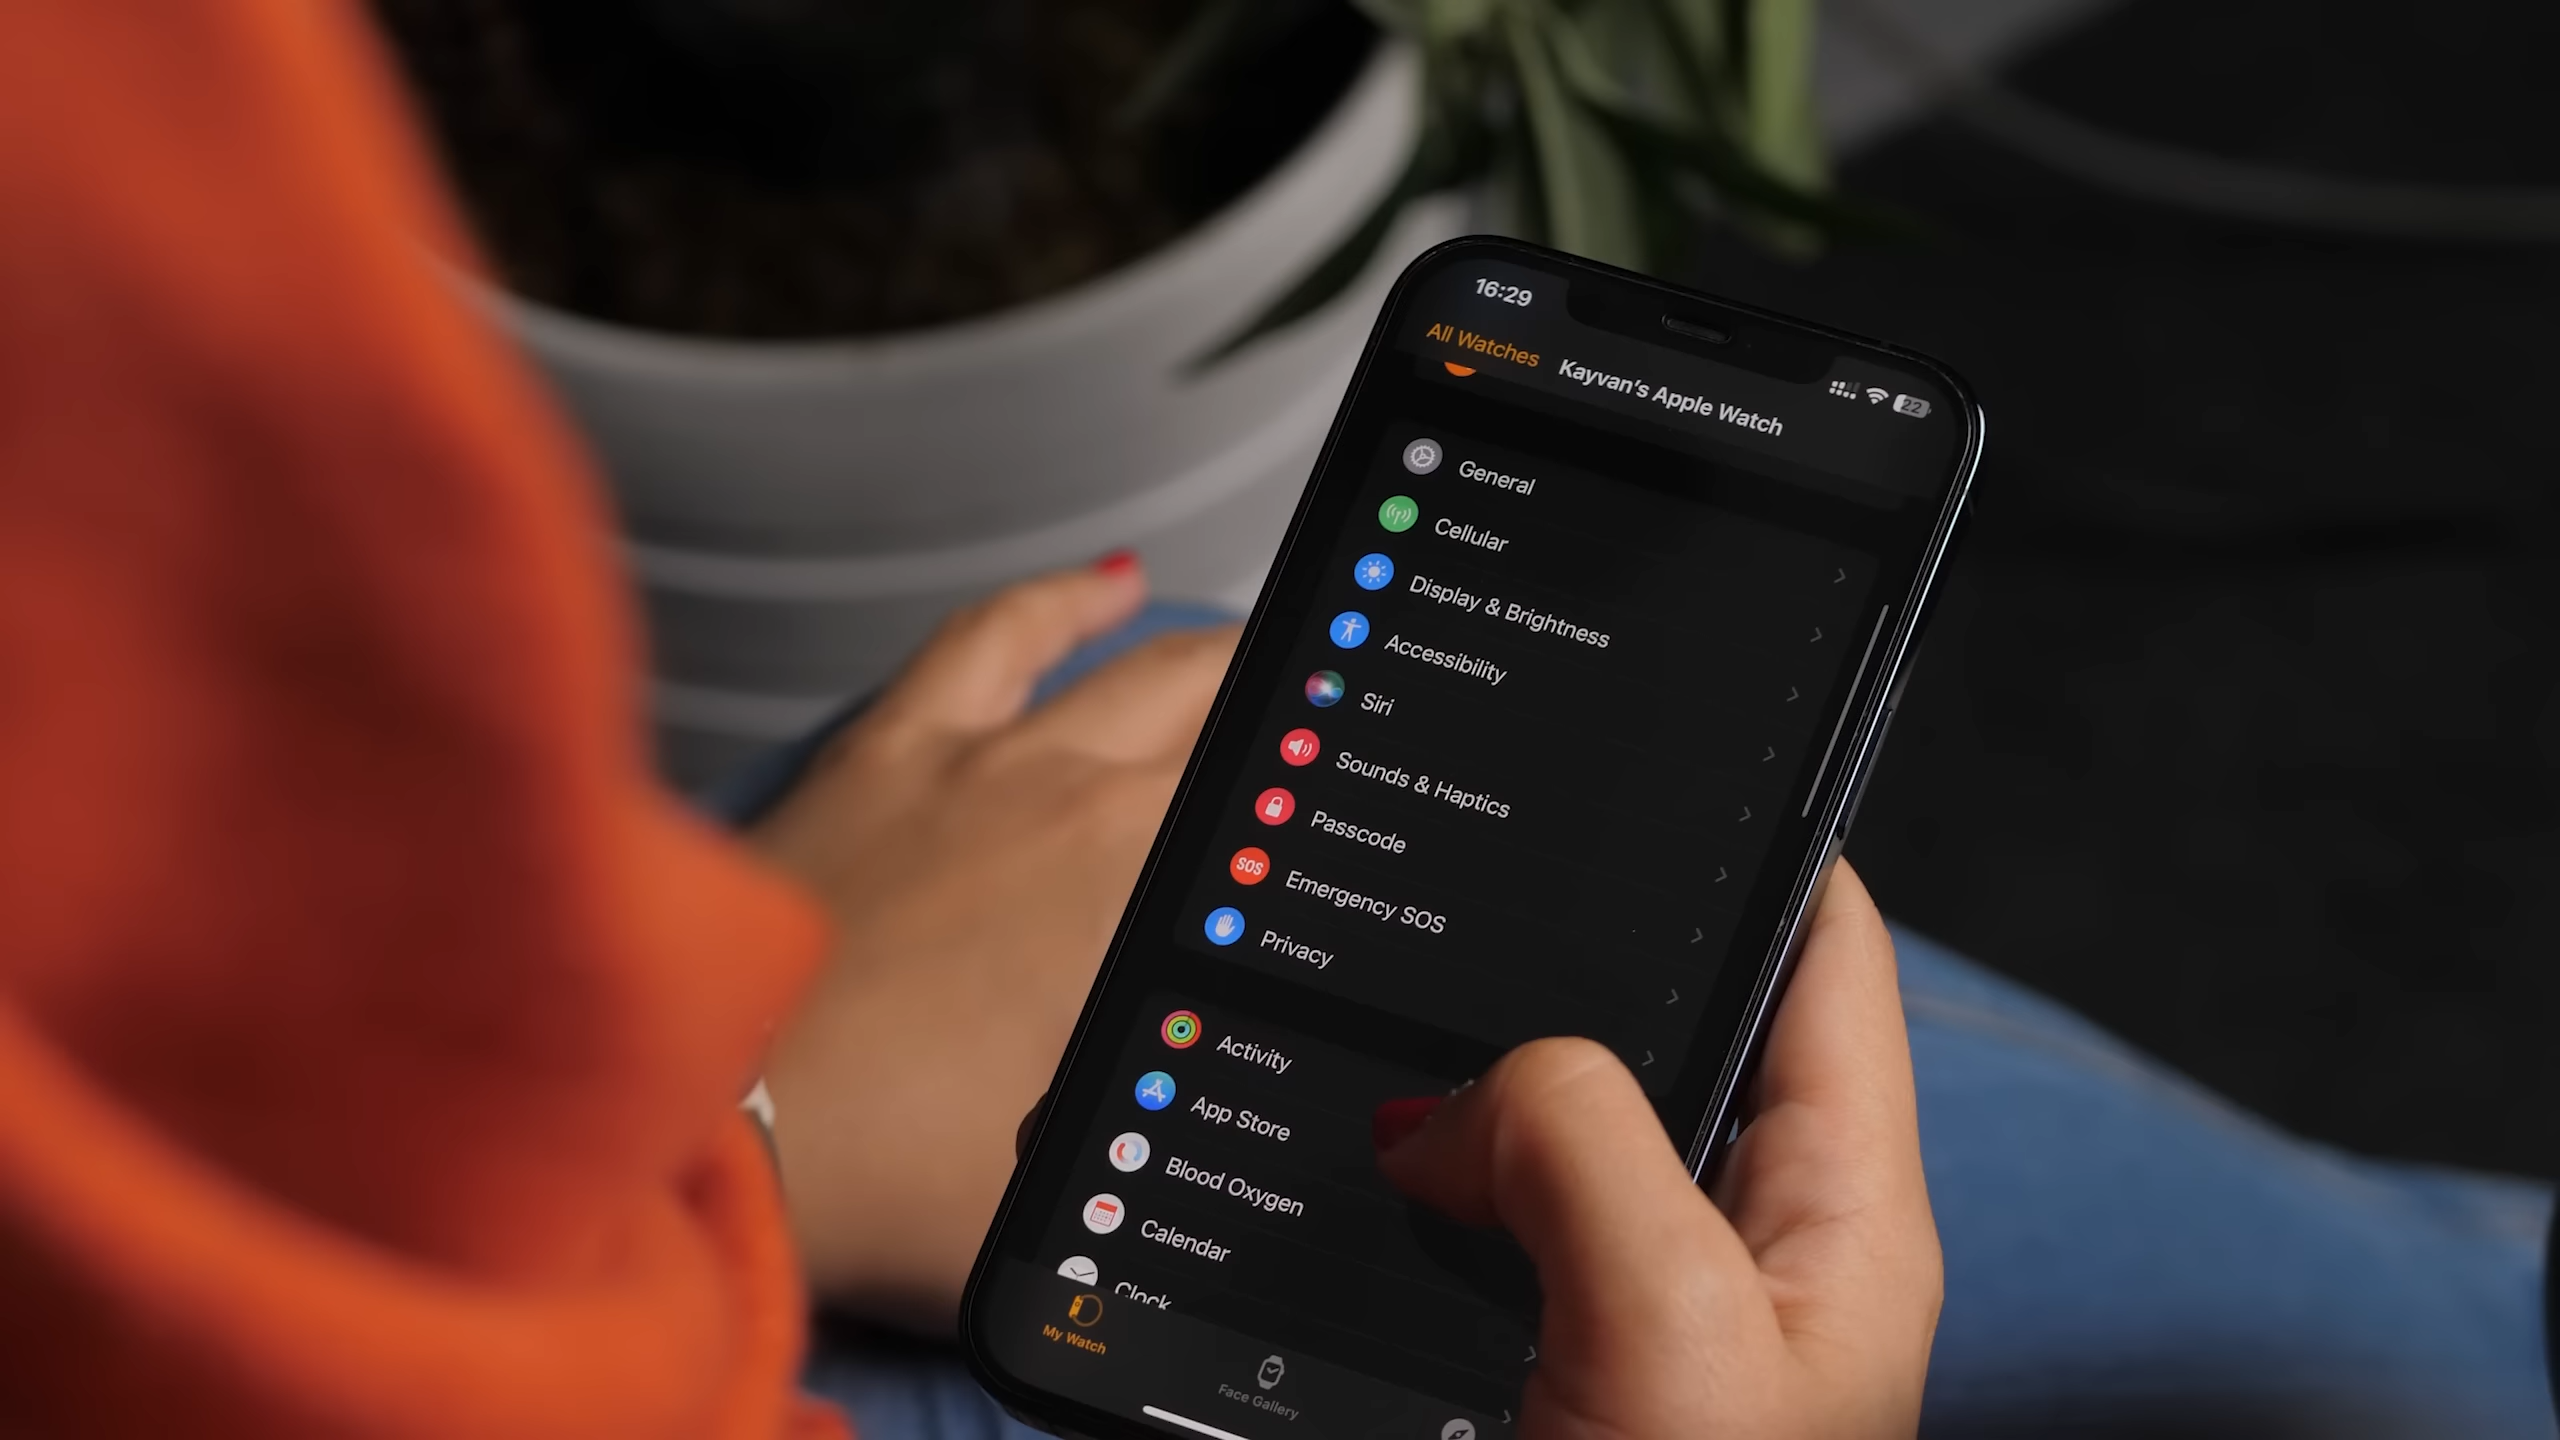 16:29
22
All Watches
Kayvan's Apple Watch
General
Cellular
Display & Brightness
Accessibility
Siri
Sounds & Haptics
Passcode
SOS
Emergency SOS
Privacy
Activity
App Store
Blood Oxygen
Calendar
Clock
My Watch
Face Gallery